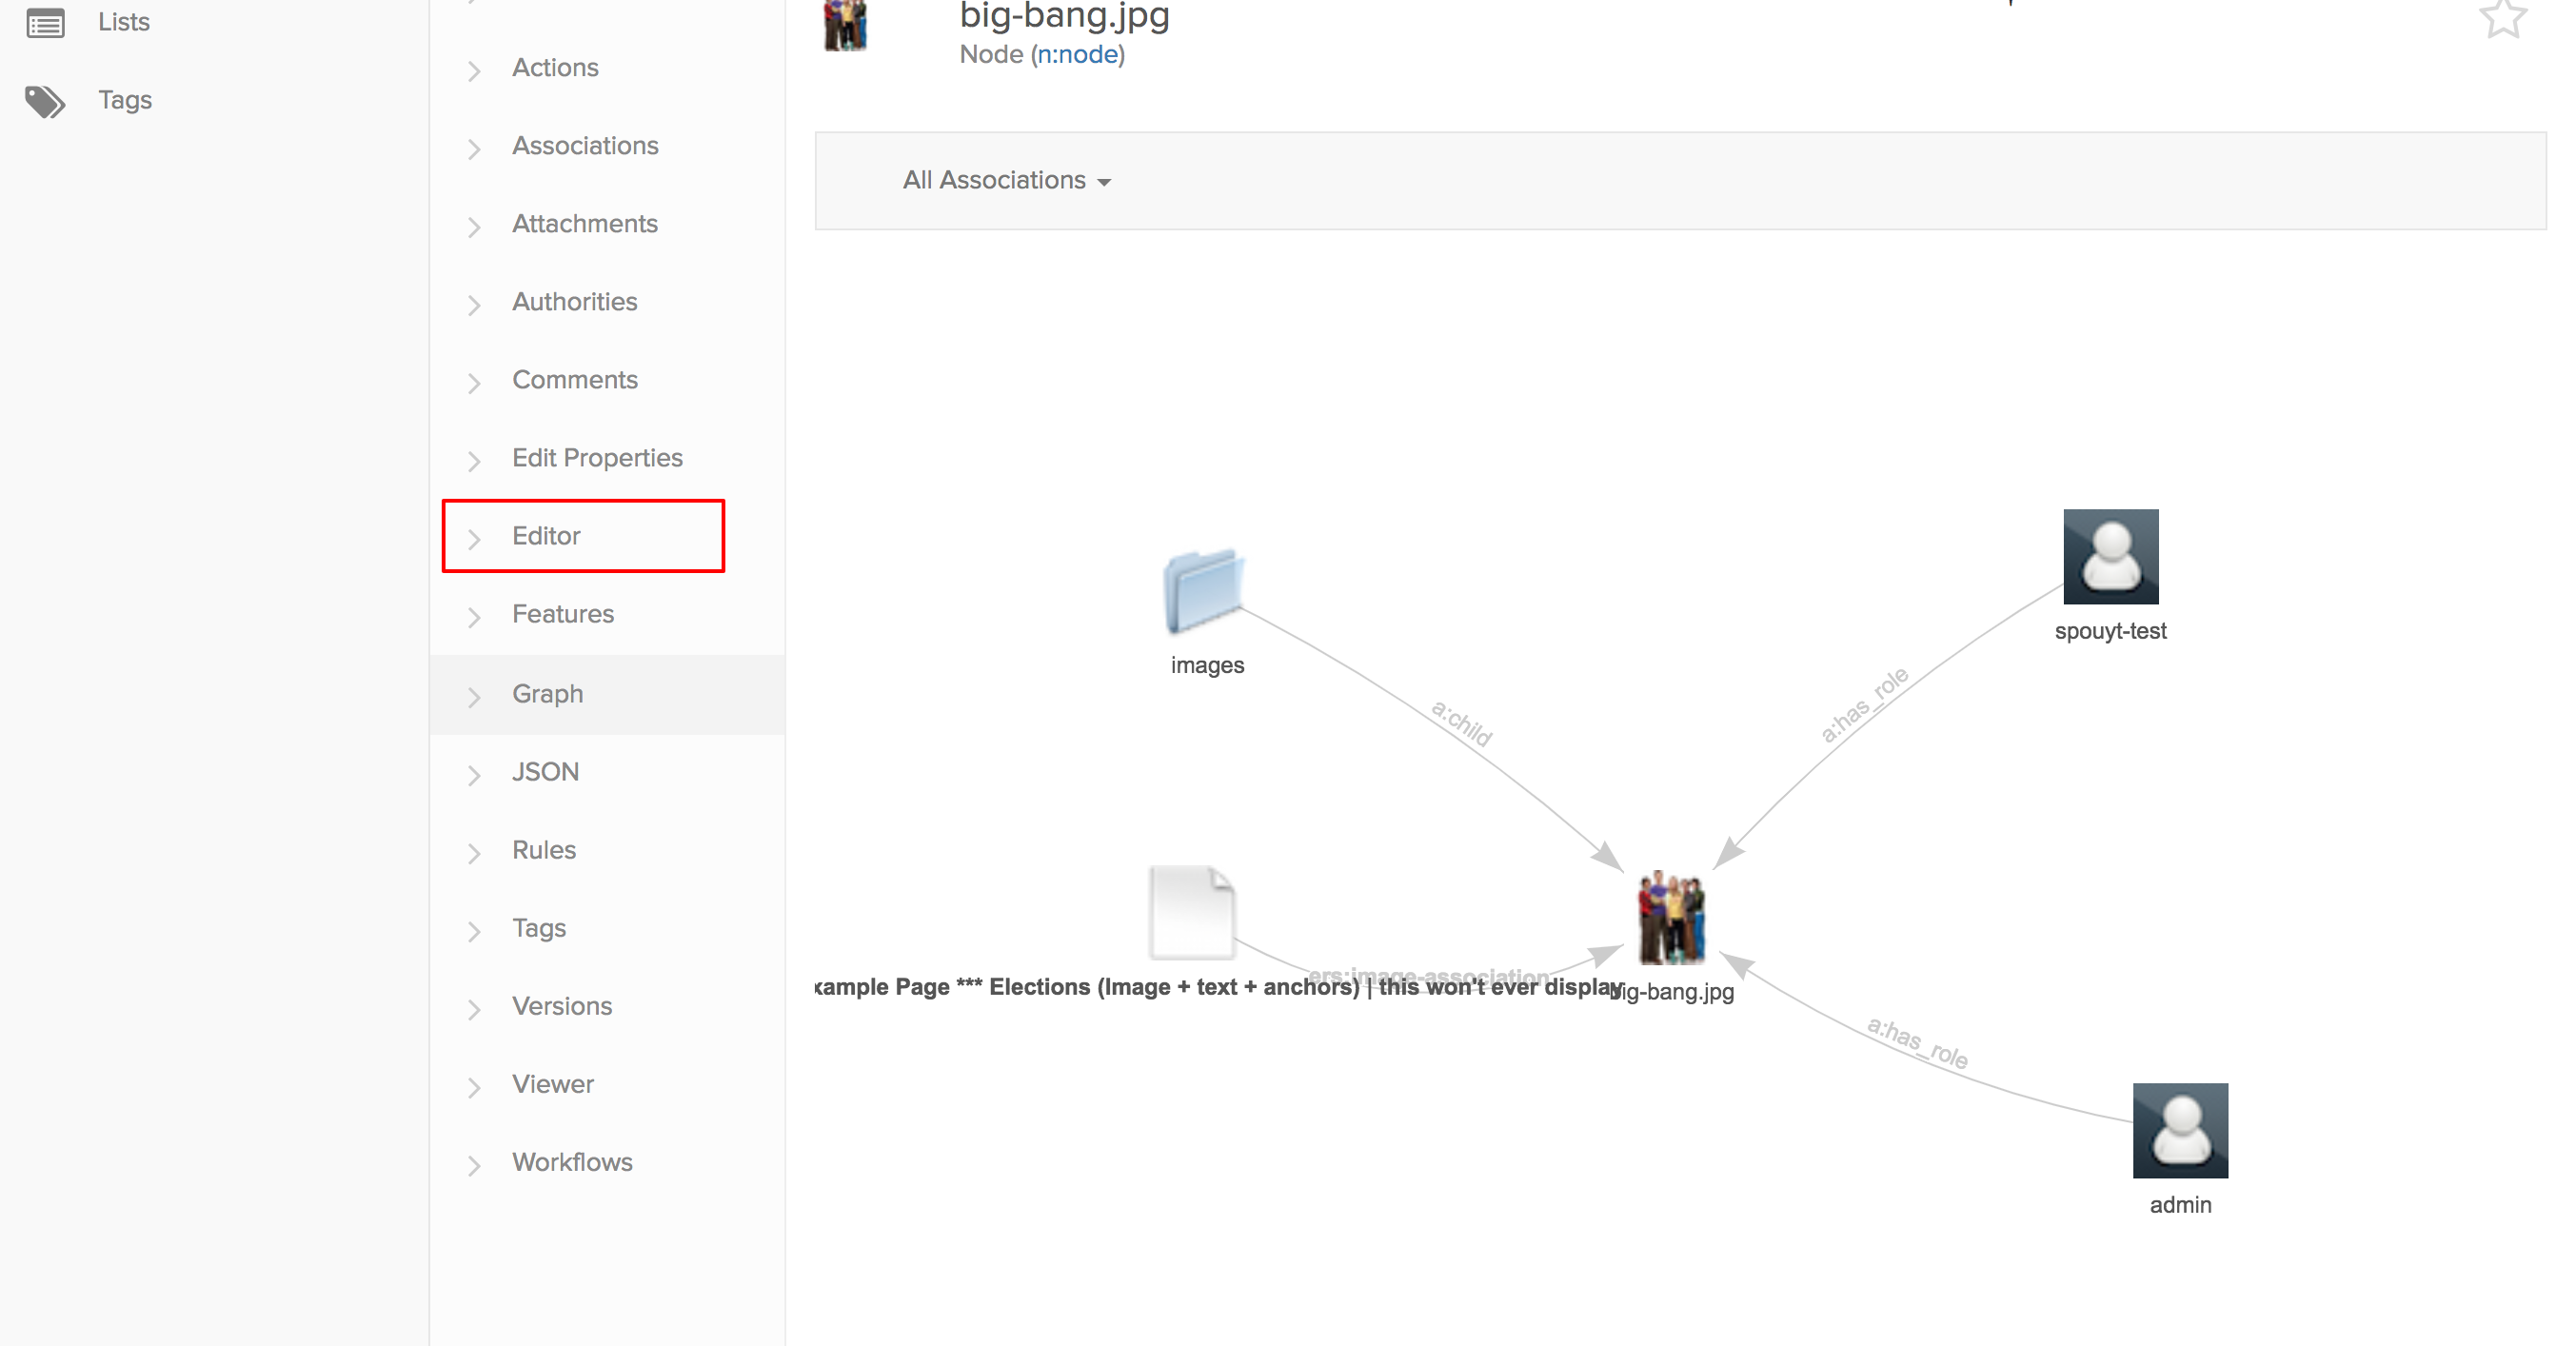 Lists
Tags
Actions
Associations
Attachments
Authorities
Comments
Edit Properties
Editor
Features
Graph
JSON
Rules
Tags
Versions
Viewer
Workflows
big-bang.jpg
Node (n:node)
All Associations
images
spouyt-test
a:child
a:has_role
ers:image-association
xample Page *** Elections (Image + text + anchors) | this won't ever display
big-bang.jpg
a:has_role
admin